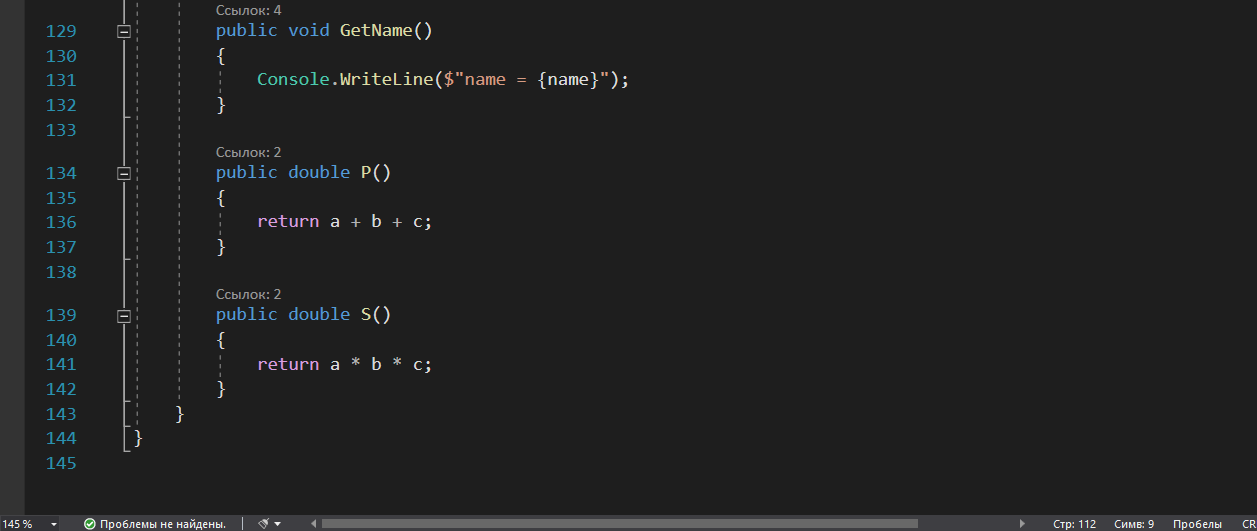 Ссылок: 4
129 public void GetName()
130 {
131 Console.WriteLine($"name = {name}");
132 }
133
Ссылок: 2
134 public double P()
135 {
136 return a + b + c;
137 }
138
Ссылок: 2
139 public double S()
140 {
141 return a * b * c;
142 }
143 }
144 }
145
145 % Проблемы не найдены. Стр: 112 Симв: 9 Пробелы CR